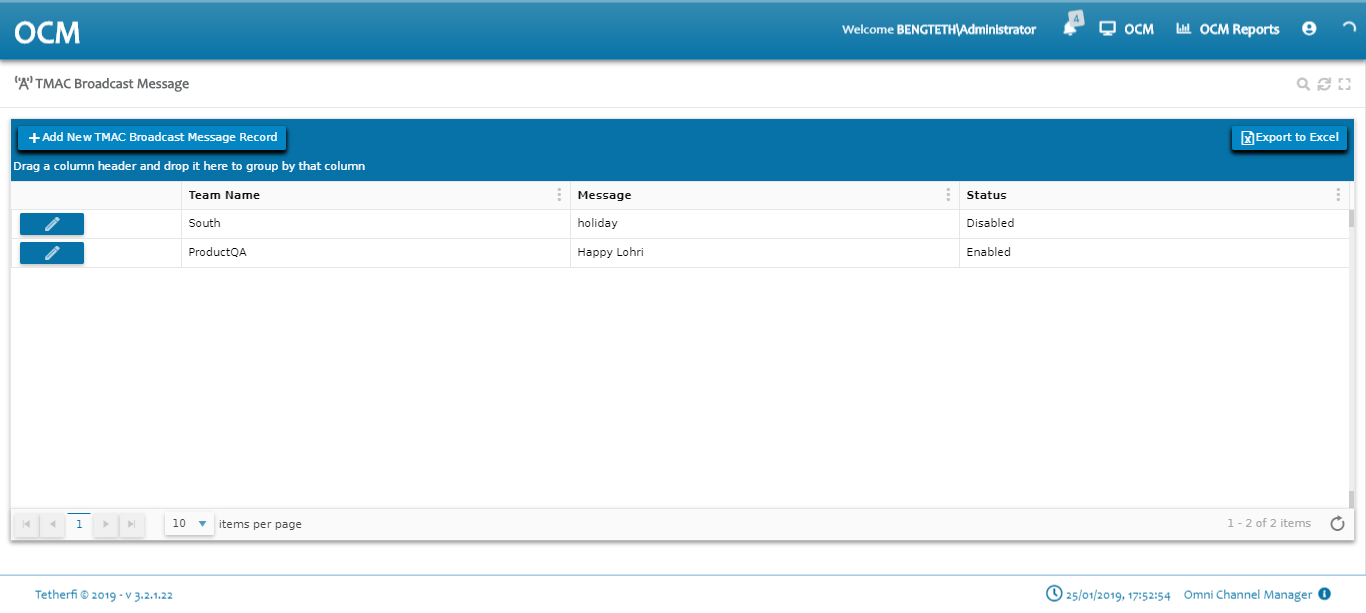 OCM
Welcome BENGTETH\Administrator
4
OCM
OCM Reports
TMAC Broadcast Message
Add New TMAC Broadcast Message Record
Export to Excel
Drag a column header and drop it here to group by that column
Team Name Message Status
South holiday Disabled
ProductQA Happy Lohri Enabled
1
10
items per page
1 - 2 of 2 items
Tetherfi © 2019 - v 3.2.1.22
25/01/2019, 17:52:54
Omni Channel Manager